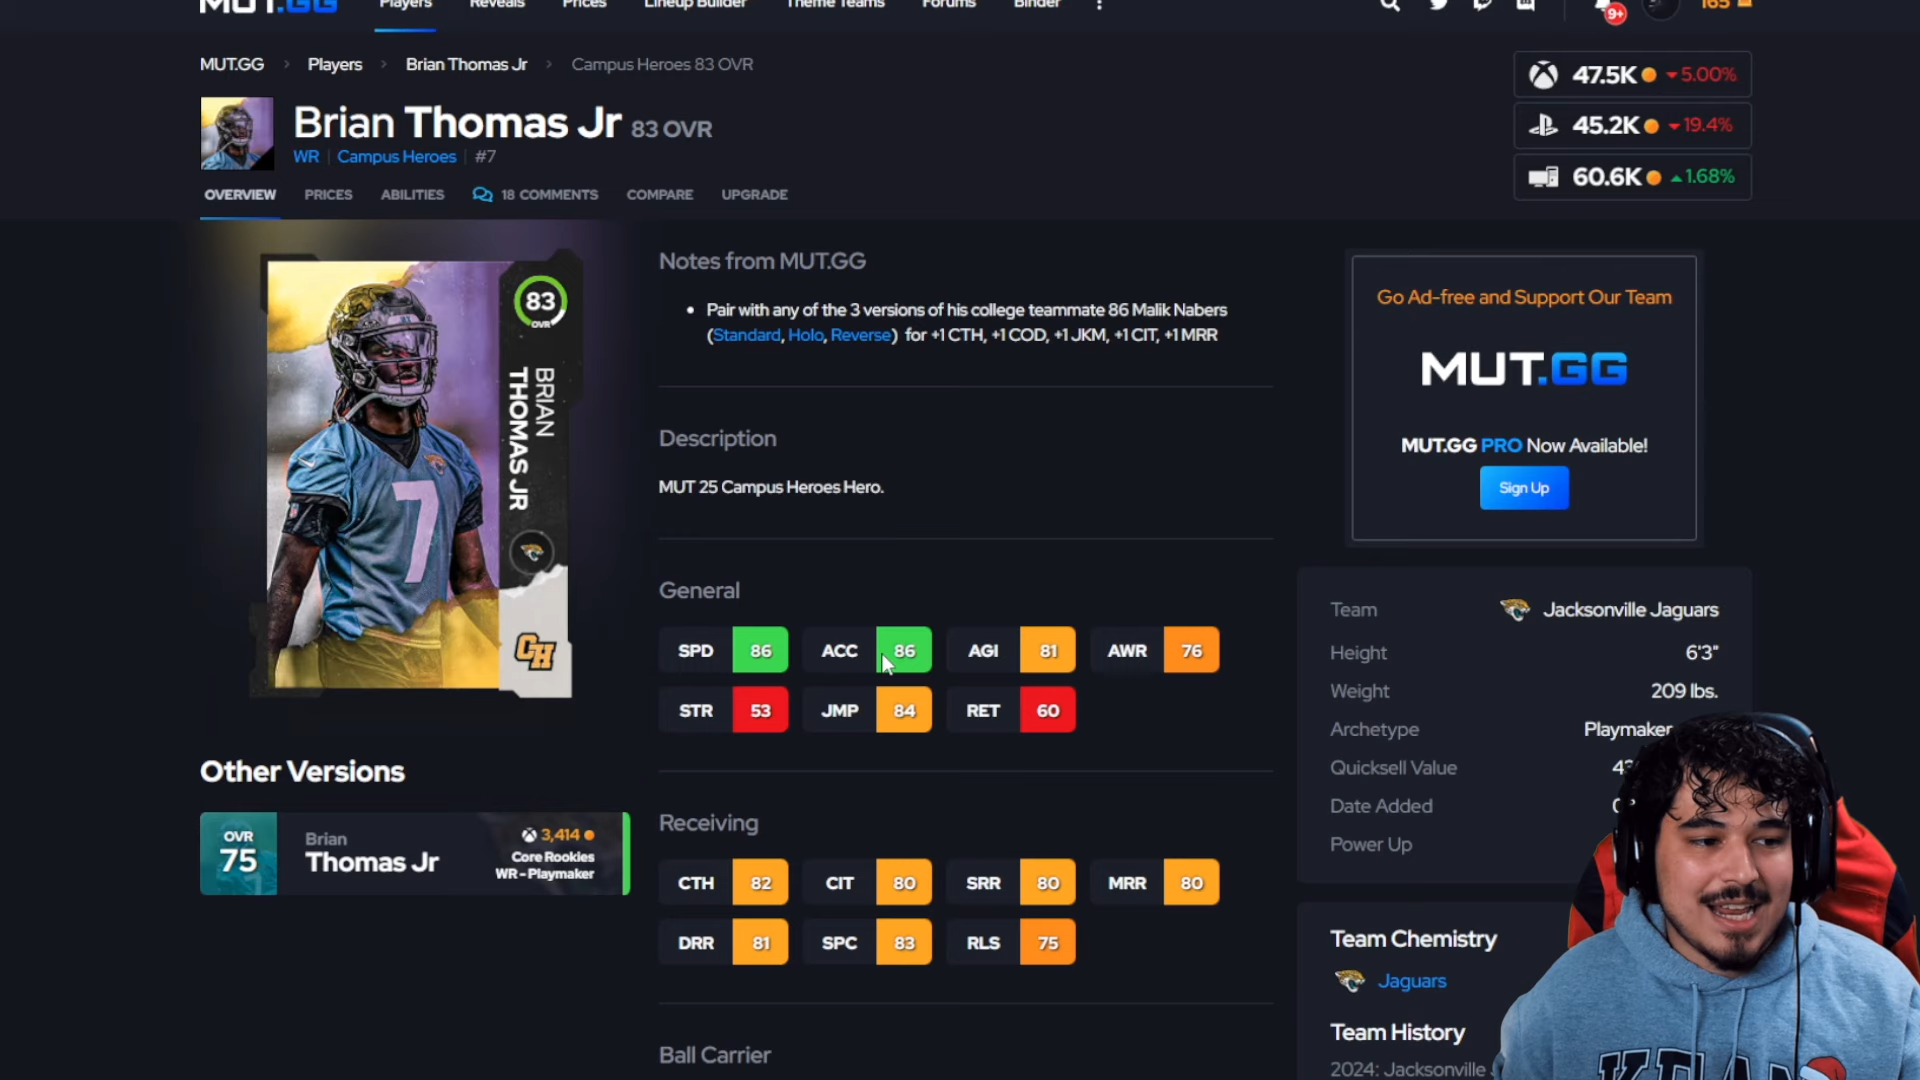 MUT.GG Players Reveals Prices Lineup Builder Theme Teams Forums Binder 9+ 165
MUT.GG > Players > Brian Thomas Jr > Campus Heroes 83 OVR
Brian Thomas Jr 83 OVR
WR | Campus Heroes | #7
47.5K 5.00%
45.2K 19.4%
60.6K 1.68%
OVERVIEW PRICES ABILITIES 18 COMMENTS COMPARE UPGRADE
83
OVR
BRIAN
THOMAS JR
7
CH
Other Versions
OVR
75
Brian
Thomas Jr
3,414
Core Rookies
WR - Playmaker
Notes from MUT.GG
• Pair with any of the 3 versions of his college teammate 86 Malik Nabers
(Standard, Holo, Reverse) for +1 CTH, +1 COD, +1 JKM, +1 CIT, +1 MRR
Description
MUT 25 Campus Heroes Hero.
General
SPD 86 ACC 86 AGI 81 AWR 76
STR 53 JMP 84 RET 60
Receiving
CTH 82 CIT 80 SRR 80 MRR 80
DRR 81 SPC 83 RLS 75
Ball Carrier
Go Ad-free and Support Our Team
MUT.GG
MUT.GG PRO Now Available!
Sign Up
Team Jacksonville Jaguars
Height 6'3"
Weight 209 lbs.
Archetype Playmaker
Quicksell Value
Date Added
Power Up
Team Chemistry
Jaguars
Team History
2024: Jacksonville